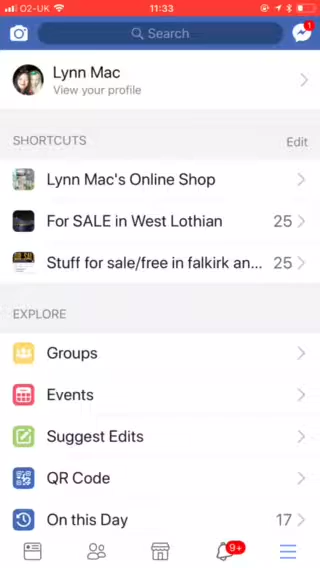 O2-UK 11:33
Search
1
Lynn Mac
View your profile
SHORTCUTS Edit
Lynn Mac's Online Shop
For SALE in West Lothian 25
Stuff for sale/free in falkirk an... 25
EXPLORE
Groups
Events
Suggest Edits
QR Code
On this Day 17
9+